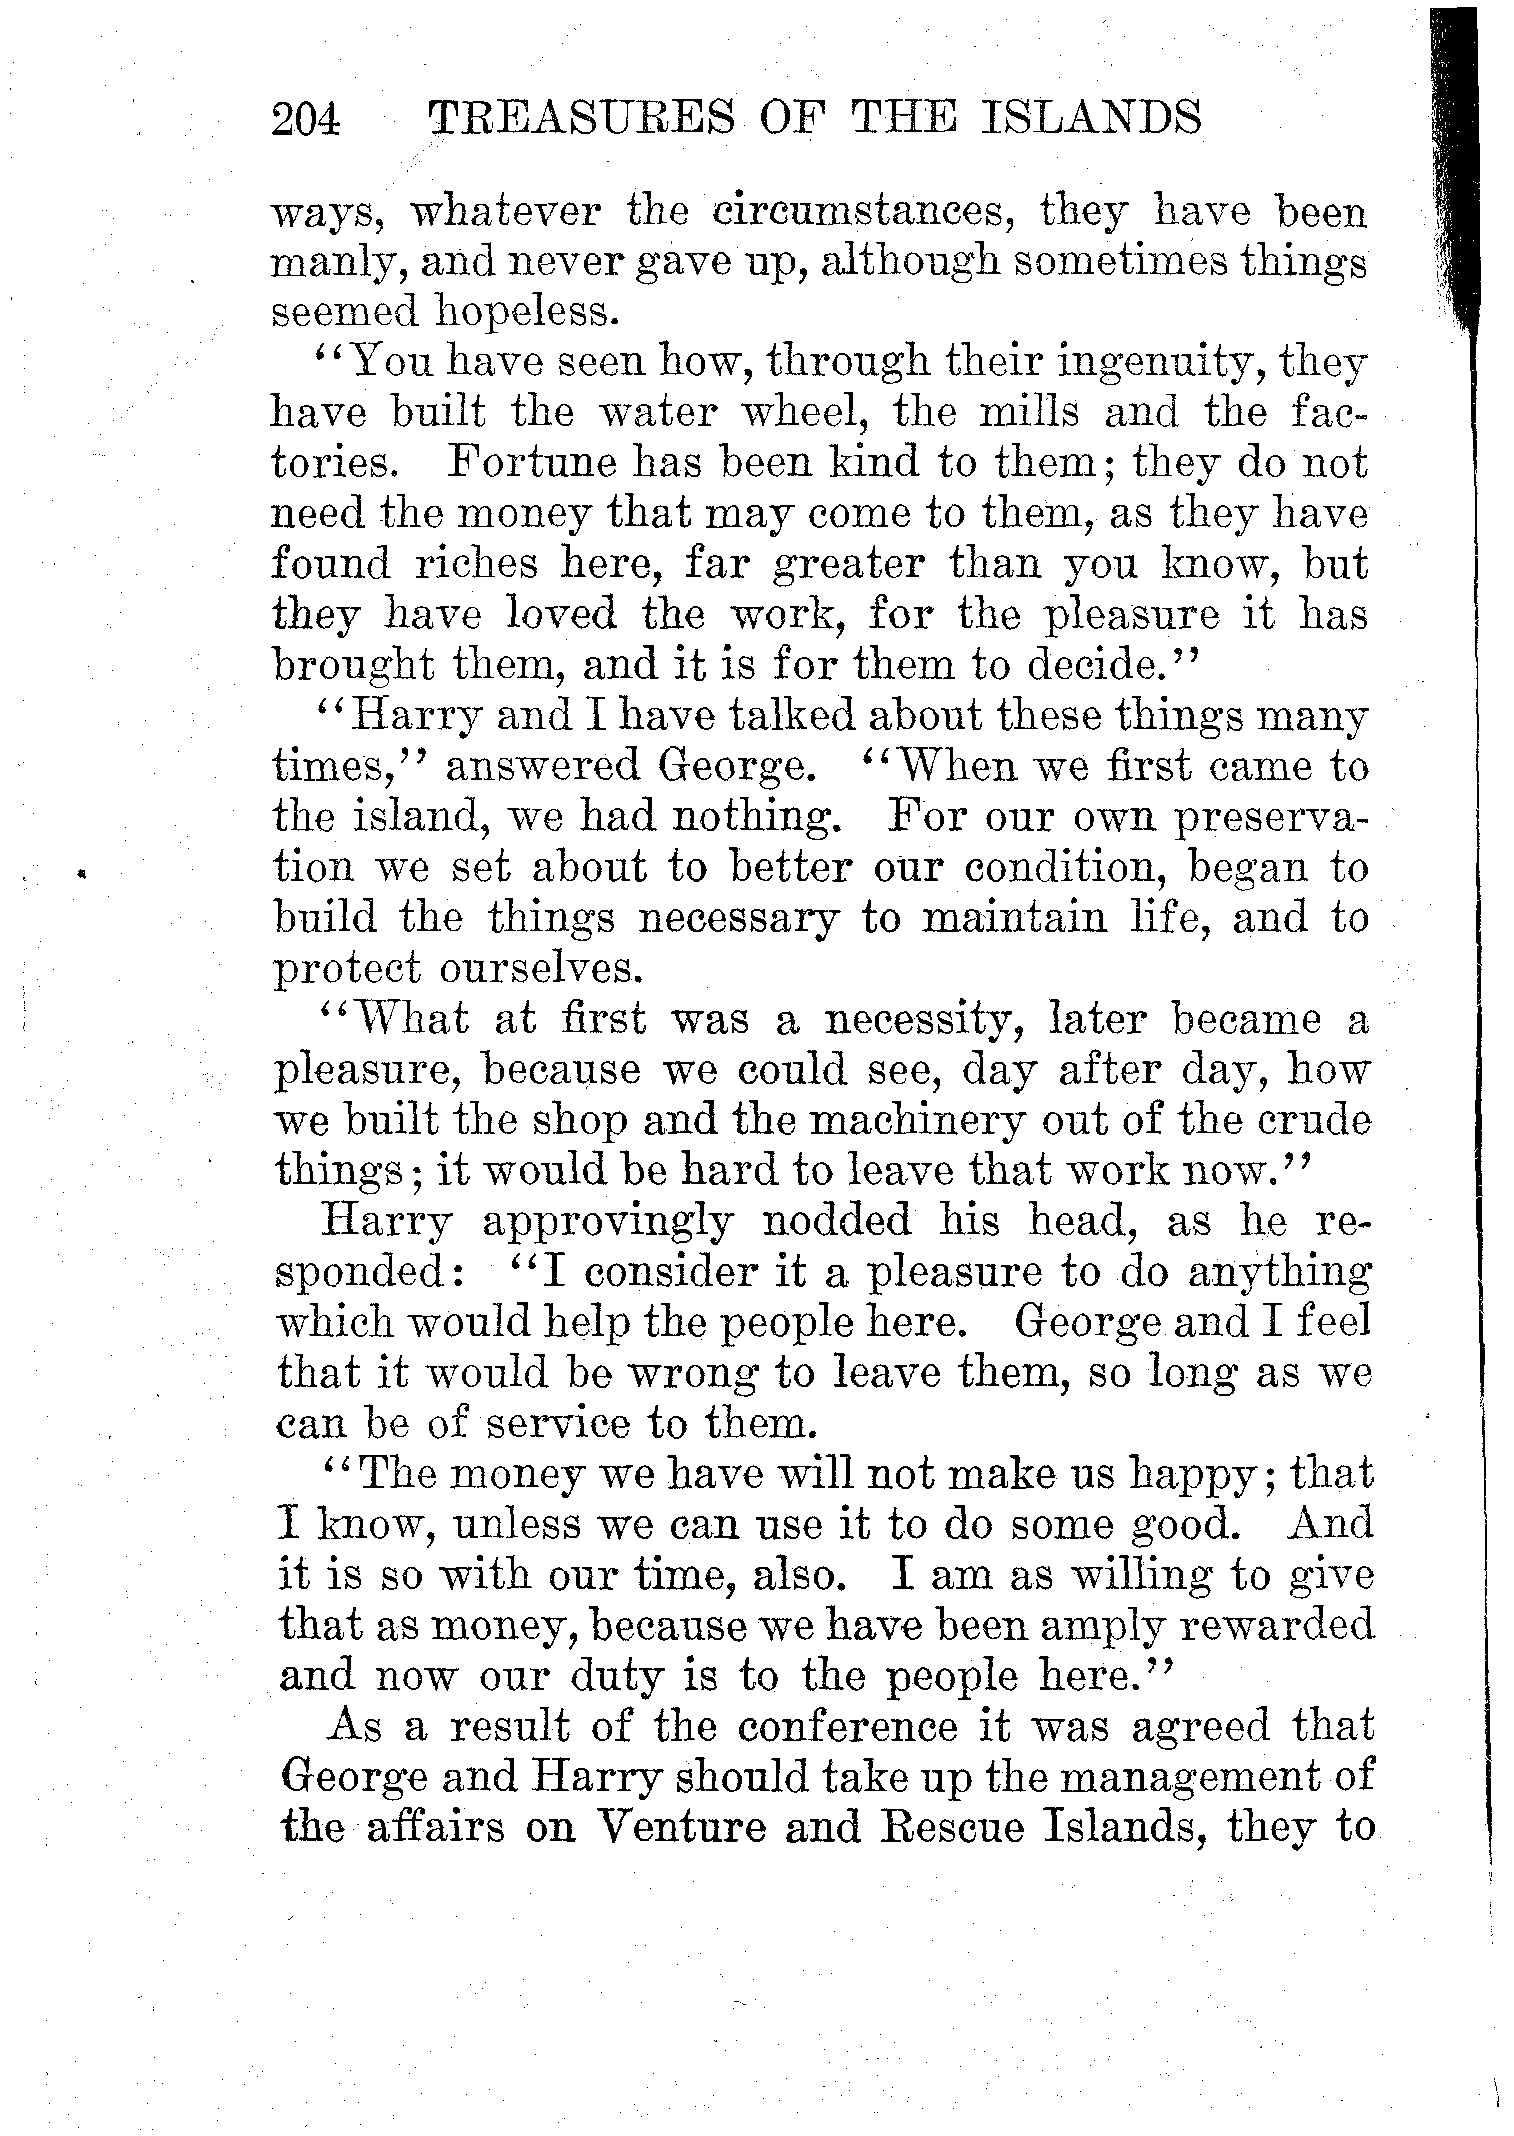 204 TREASURES OF THE ISLANDS
ways, whatever the circumstances, they have been
manly, and never gave up, although sometimes things
seemed hopeless.
"You have seen how, through their ingenuity, they
have built the water wheel, the mills and the fac-
tories. Fortune has been kind to them; they do not
need the money that may come to them, as they have
found riches here, far greater than you know, but
they have loved the work, for the pleasure it has
brought them, and it is for them to decide."
"Harry and I have talked about these things many
times," answered George. "When we first came to
the island, we had nothing. For our own preserva-
tion we set about to better our condition, began to
build the things necessary to maintain life, and to
protect ourselves.
"What at first was a necessity, later became a
pleasure, because we could see, day after day, how
we built the shop and the machinery out of the crude
things; it would be hard to leave that work now."
Harry approvingly nodded his head, as he re-
sponded: "I consider it a pleasure to do anything
which would help the people here. George and I feel
that it would be wrong to leave them, so long as we
can be of service to them.
"The money we have will not make us happy; that
I know, unless we can use it to do some good. And
it is so with our time, also. I am as willing to give
that as money, because we have been amply rewarded
and now our duty is to the people here."
As a result of the conference it was agreed that
George and Harry should take up the management of
the affairs on Venture and Rescue Islands, they to